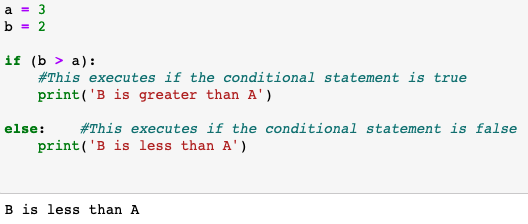 a = 3
b = 2
if (b > a):
#This executes if the conditional statement is true
print('B is greater than A')
else: #This executes if the conditional statement is false
print('B is less than A')
B is less than A